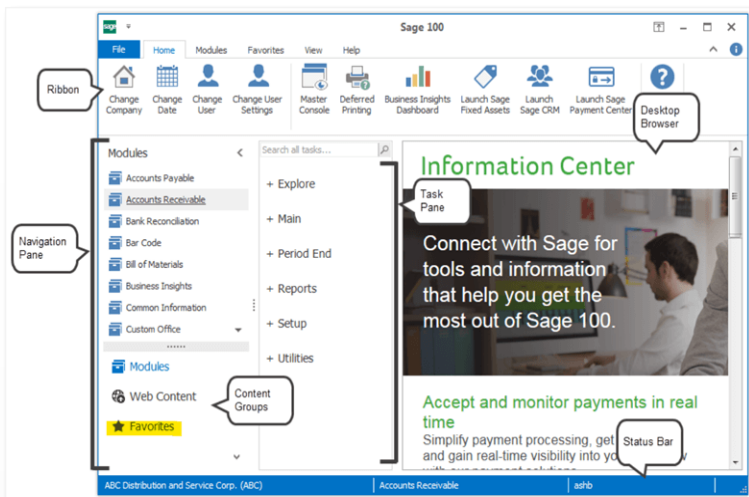 sage
Sage 100
File
Home
Modules
Favorites
View
Help
Ribbon
Change
Company
Change
Date
Change
User
Change User
Settings
Master
Console
Deferred
Printing
Business Insights
Dashboard
Launch Sage
Fixed Assets
Launch
Sage CRM
Launch Sage
Payment Center
Desktop
Browser
Modules
Accounts Payable
Accounts Receivable
Bank Reconciliation
Bar Code
Bill of Materials
Business Insights
Common Information
Custom Office
Modules
Web Content
Favorites
Navigation
Pane
Content
Groups
Search all tasks...
+ Explore
+ Main
+ Period End
+ Reports
+ Setup
+ Utilities
Task
Pane
Information Center
Connect with Sage for
tools and information
that help you get the
most out of Sage 100.
Accept and monitor payments in real
time
Simplify payment processing, get
and gain real-time visibility into
Status Bar
ABC Distribution and Service Corp. (ABC)
Accounts Receivable
ashb